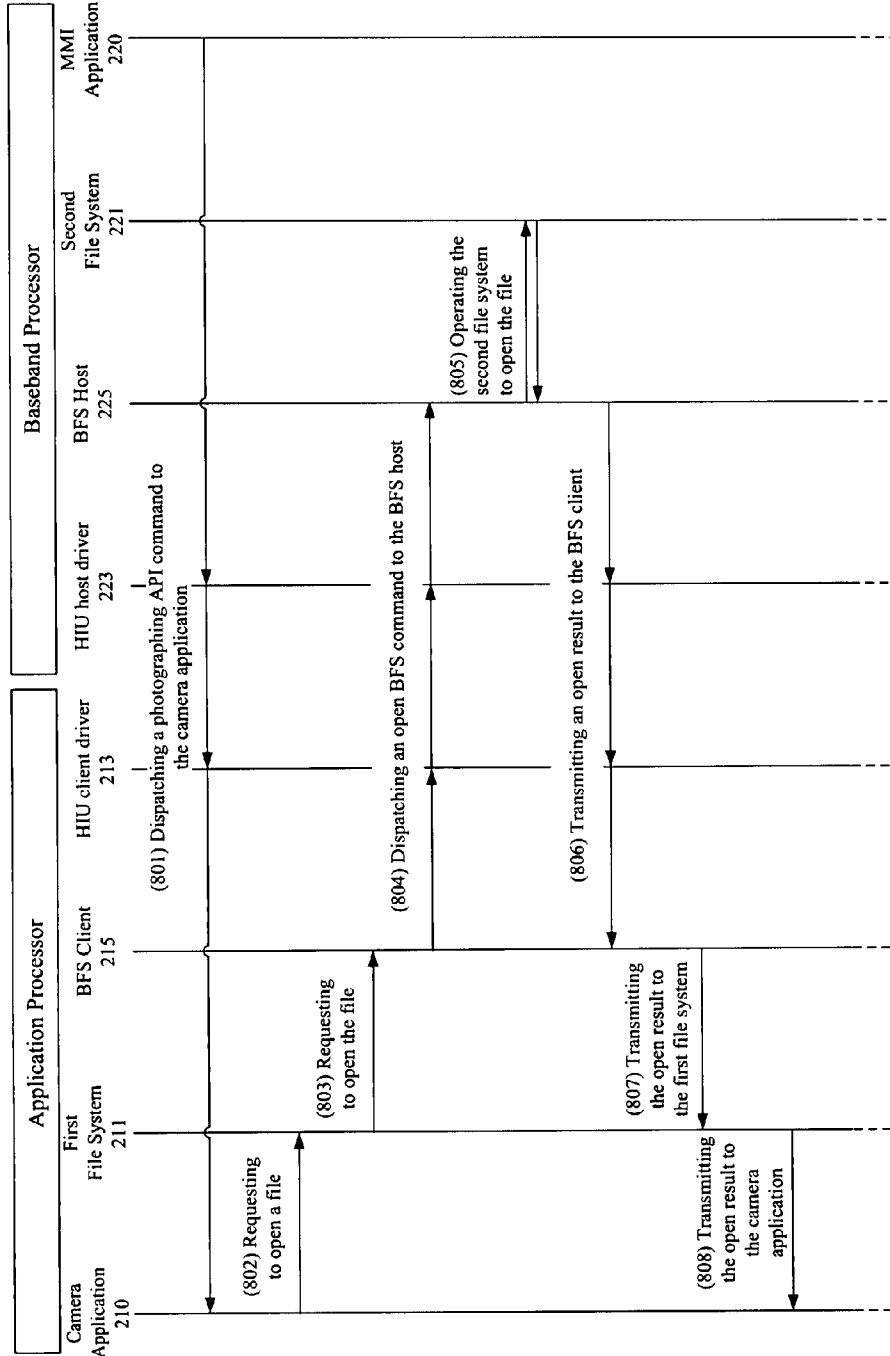 Application Processor
Baseband Processor
Camera
Application
210
First
File System
211
BFS Client
215
HIU client driver
213
HIU host driver
223
BFS Host
225
Second
File System
221
MMI
Application
220
(801) Dispatching a photographing API command to
the camera application
(802) Requesting
to open a file
(803) Requesting
to open the file
(804) Dispatching an open BFS command to the BFS host
(805) Operating the
second file system
to open the file
(806) Transmitting an open result to the BFS client
(807) Transmitting
the open result to
the first file system
(808) Transmitting
the open result to
the camera
application